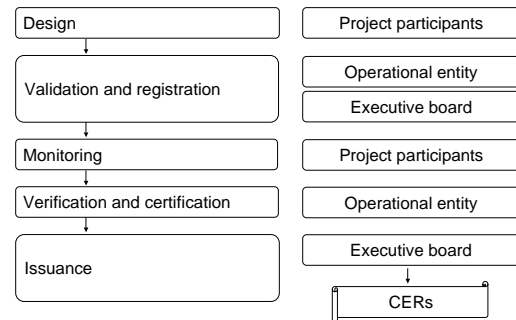 Design
Project participants
Validation and registration
Operational entity
Executive board
Monitoring
Project participants
Verification and certification
Operational entity
Issuance
Executive board
CERs